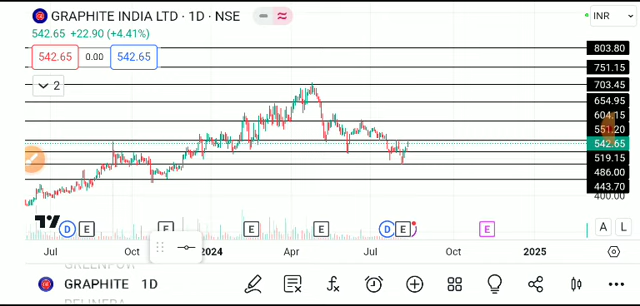 GRAPHITE INDIA LTD · 1D · NSE
INR
542.65 +22.90 (+4.41%)
542.65 0.00 542.65
2
803.80
751.15
703.45
654.95
604.15
551.20
542.65
519.15
486.00
443.70
400.00
D E E E E D E E
A L
Jul Oct 2024 Apr Jul Oct 2025
GRAPHITE 1D